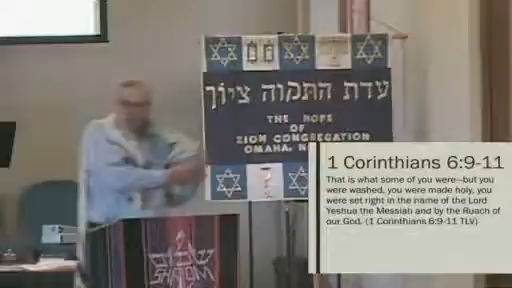 עדת התקוה ציון
THE HOPE
OF
ZION CONGREGATION
OMAHA, N
1 Corinthians 6:9-11
That is what some of you were—but you
were washed, you were made holy, you
were set right in the name of the Lord
Yeshua the Messiah and by the Ruach of
our God. (1 Corinthians 6:9-11 TLV)
SHALOM